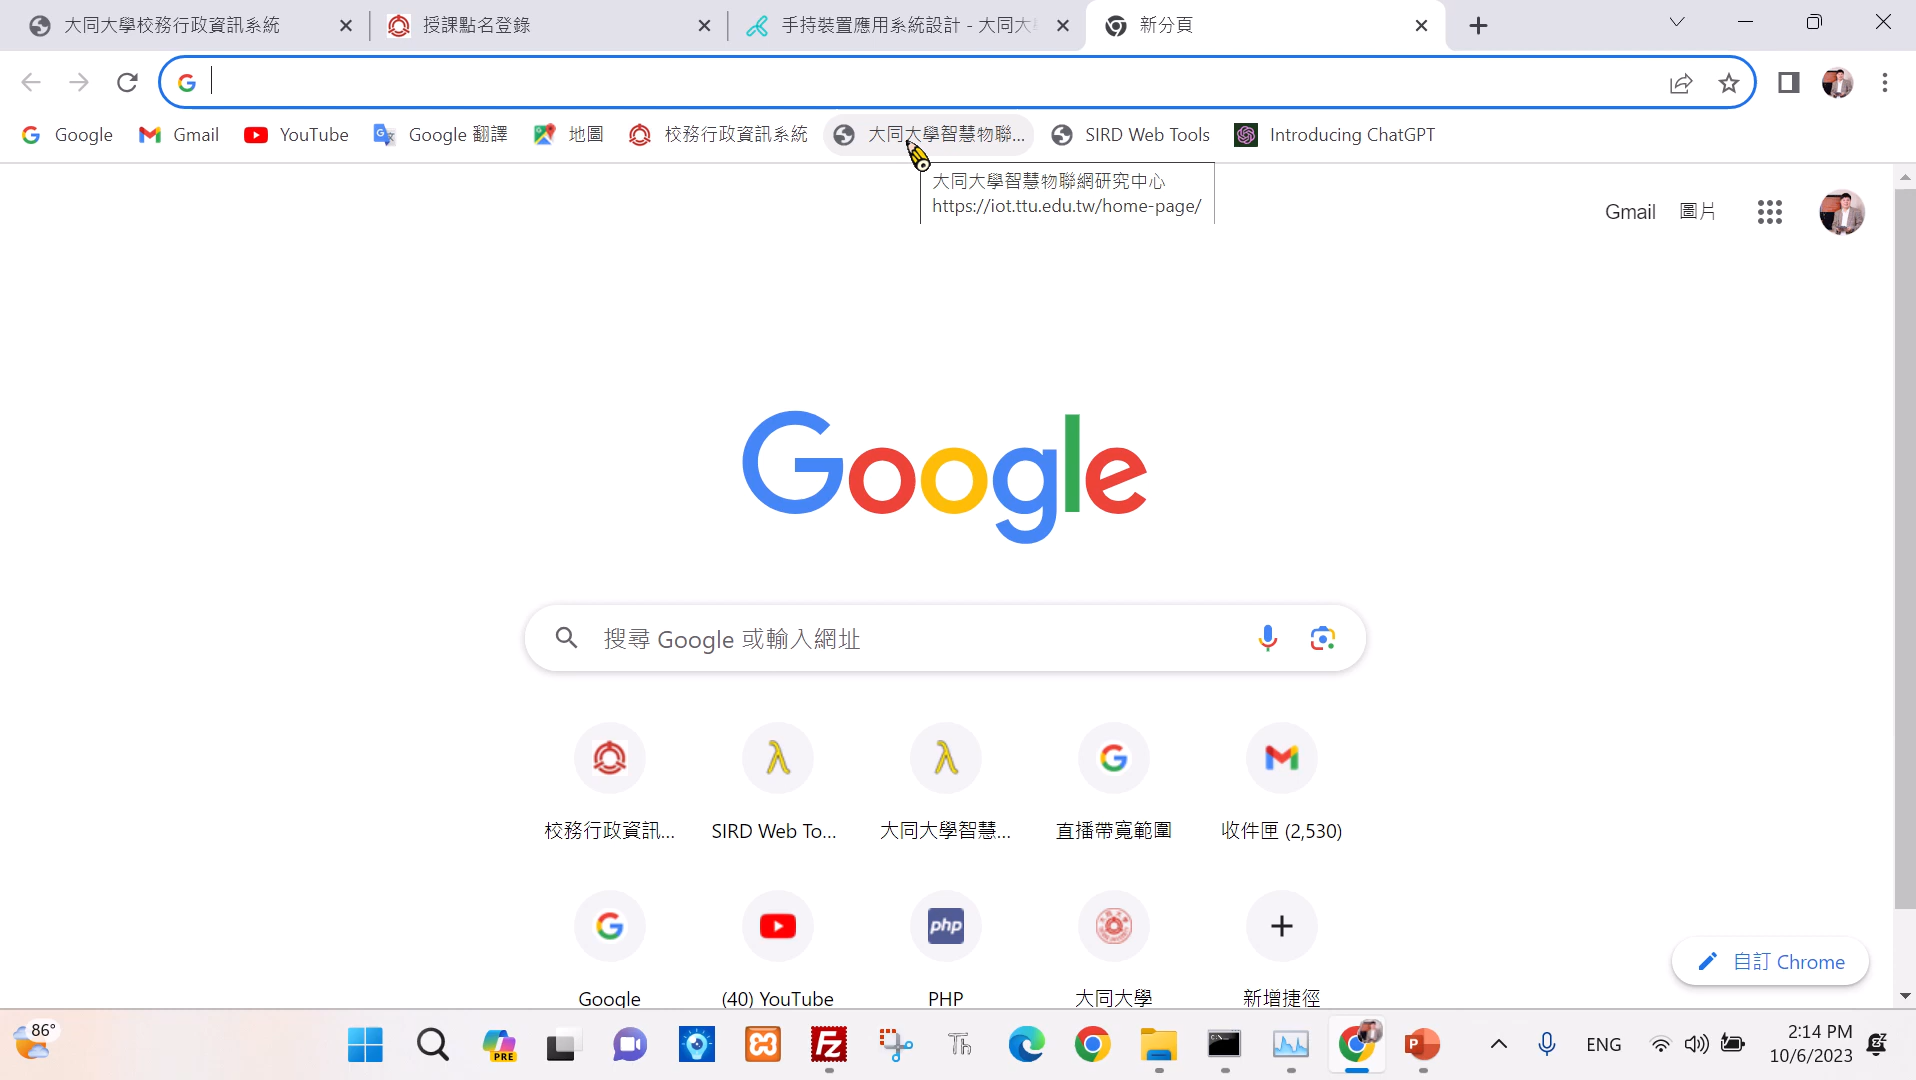 大同大學校務行政資訊系統
授課點名登錄
手持裝置應用系統設計 - 大同大
新分頁
Google
Gmail
YouTube
Google 翻譯
地圖
校務行政資訊系統
大同大學智慧物聯...
SIRD Web Tools
Introducing ChatGPT
大同大學智慧物聯網研究中心
https://iot.ttu.edu.tw/home-page/
Gmail
圖片
Google
搜尋 Google 或輸入網址
校務行政資訊...
SIRD Web To...
大同大學智慧...
直播帶寬範圍
收件匣 (2,530)
php
Google
(40) YouTube
PHP
大同大學
新增捷徑
自訂 Chrome
86°
PRE
Fz
Th
P
ENG
2:14 PM
10/6/2023